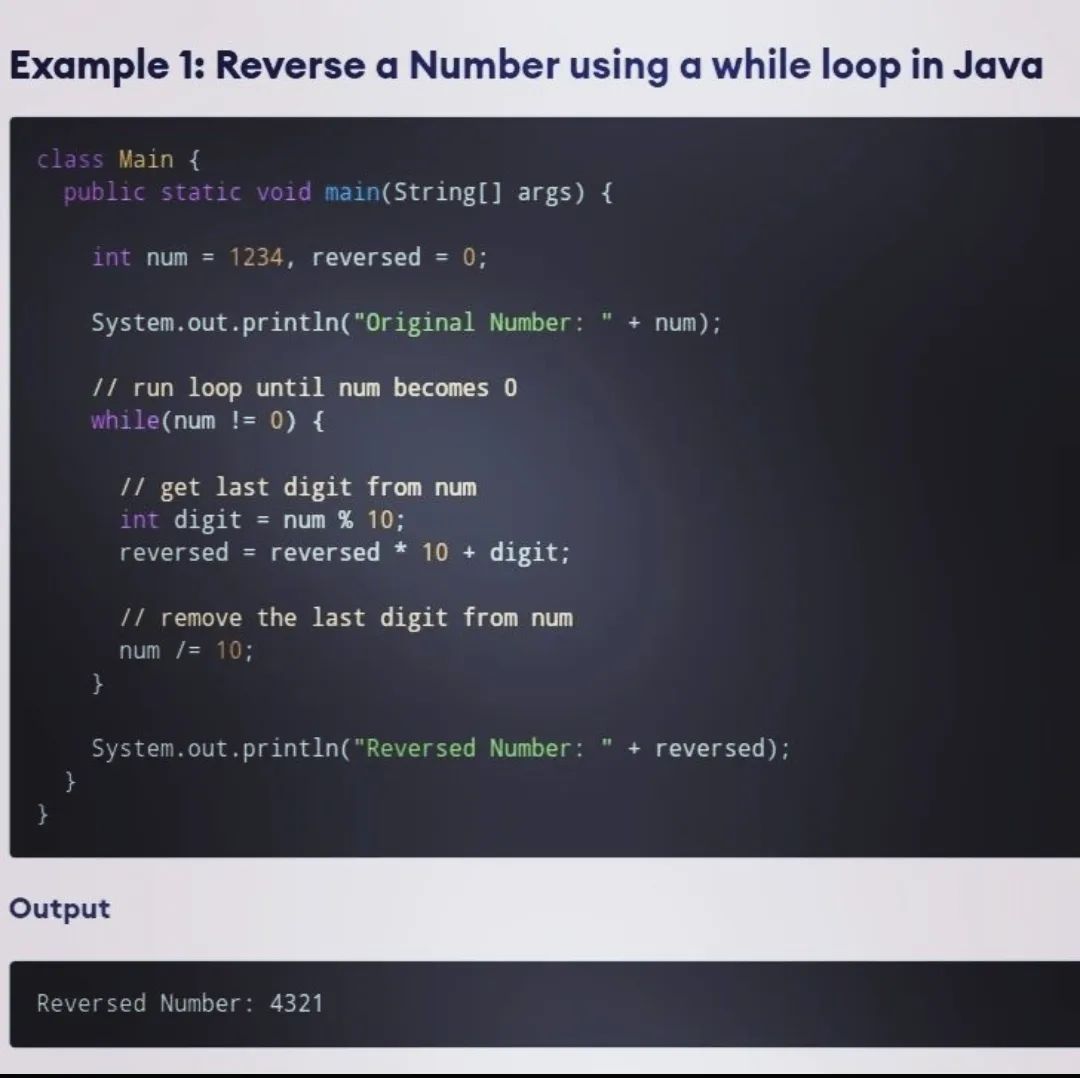 Example 1: Reverse a Number using a while loop in Java
class Main {
public static void main(String[] args) {
int num = 1234, reversed = 0;
System.out.println("Original Number: " + num);
// run loop until num becomes 0
while(num != 0) {
// get last digit from num
int digit = num % 10;
reversed = reversed * 10 + digit;
// remove the last digit from num
num /= 10;
}
System.out.println("Reversed Number: " + reversed);
}
}
Output
Reversed Number: 4321